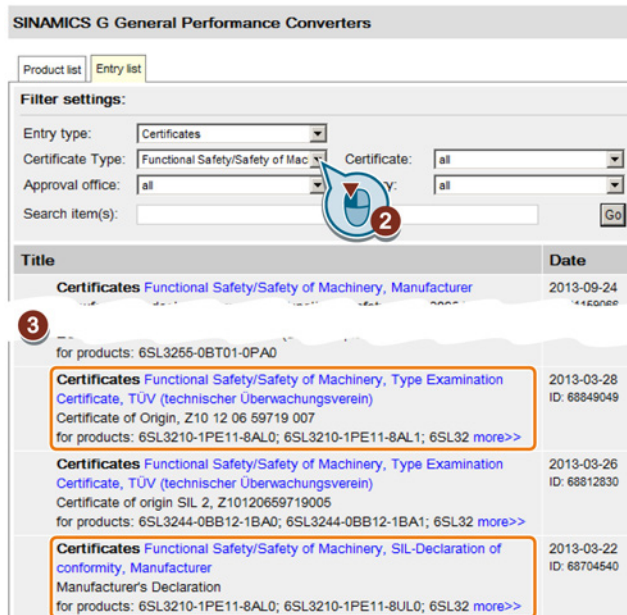 SINAMICS G General Performance Converters
Product list Entry list
Filter settings:
Entry type: Certificates
Certificate Type: Functional Safety/Safety of Mac Certificate: all
Approval office: all all
Search item(s): Go
2
Title Date
Certificates Functional Safety/Safety of Machinery, Manufacturer 2013-09-24
3
for products: 6SL3255-0BT01-0PA0
Certificates Functional Safety/Safety of Machinery, Type Examination 2013-03-28
Certificate, TÜV (technischer Überwachungsverein) ID: 68849049
Certificate of Origin, Z10 12 06 59719 007
for products: 6SL3210-1PE11-8AL0; 6SL3210-1PE11-8AL1; 6SL32 more>>
Certificates Functional Safety/Safety of Machinery, Type Examination 2013-03-26
Certificate, TÜV (technischer Überwachungsverein) ID: 68812830
Certificate of origin SIL 2, Z10120659719005
for products: 6SL3244-0BB12-1BA0; 6SL3244-0BB12-1BA1; 6SL32 more>>
Certificates Functional Safety/Safety of Machinery, SIL-Declaration of 2013-03-22
conformity, Manufacturer ID: 68704540
Manufacturer's Declaration
for products: 6SL3210-1PE11-8AL0; 6SL3210-1PE11-8UL0; 6SL32 more>>